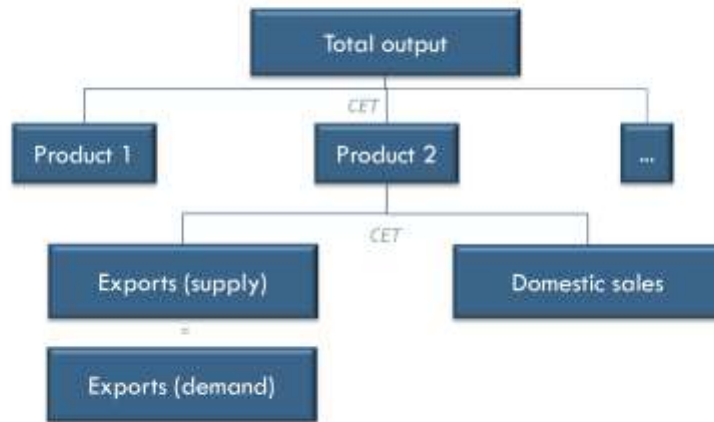 Total output
CET
Product 1
Product 2
...
CET
Exports (supply)
Domestic sales
=
Exports (demand)